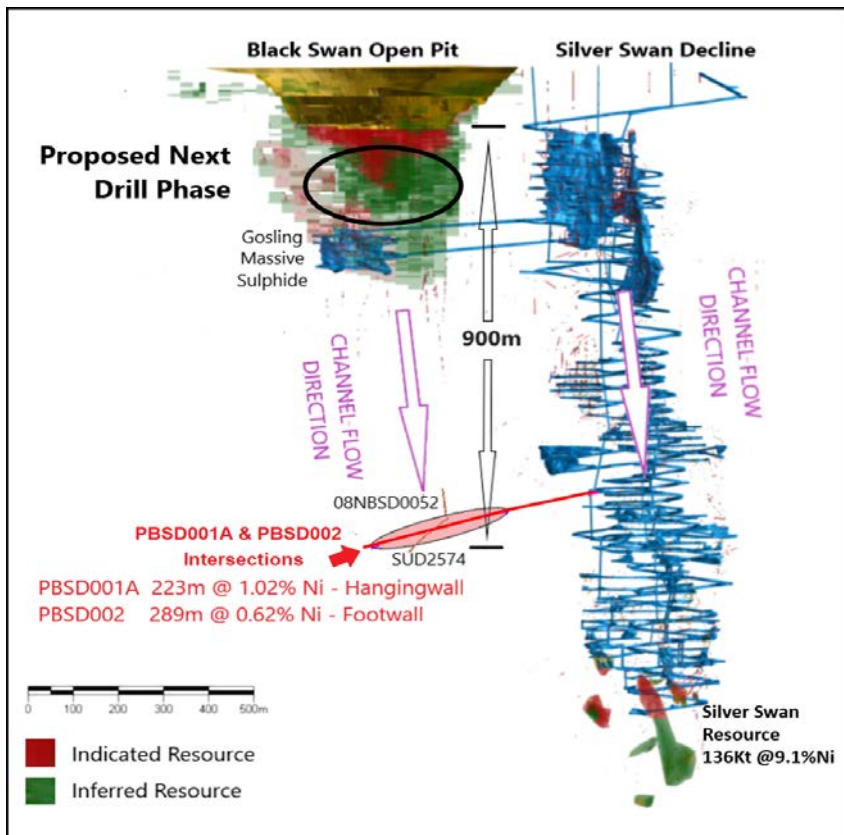 Black Swan Open Pit
Silver Swan Decline
Proposed Next
Drill Phase
Gosling
Massive
Sulphide
CHANNEL FLOW
DIRECTION
900m
CHANNEL FLOW
DIRECTION
08NBSD0052
PBSD001A & PBSD002
Intersections
SUD2574
PBSD001A 223m @ 1.02% Ni - Hangingwall
PBSD002 289m @ 0.62% Ni – Footwall
0 100 200 300 400 500m
Indicated Resource
Inferred Resource
Silver Swan
Resource
136Kt @9.1%Ni